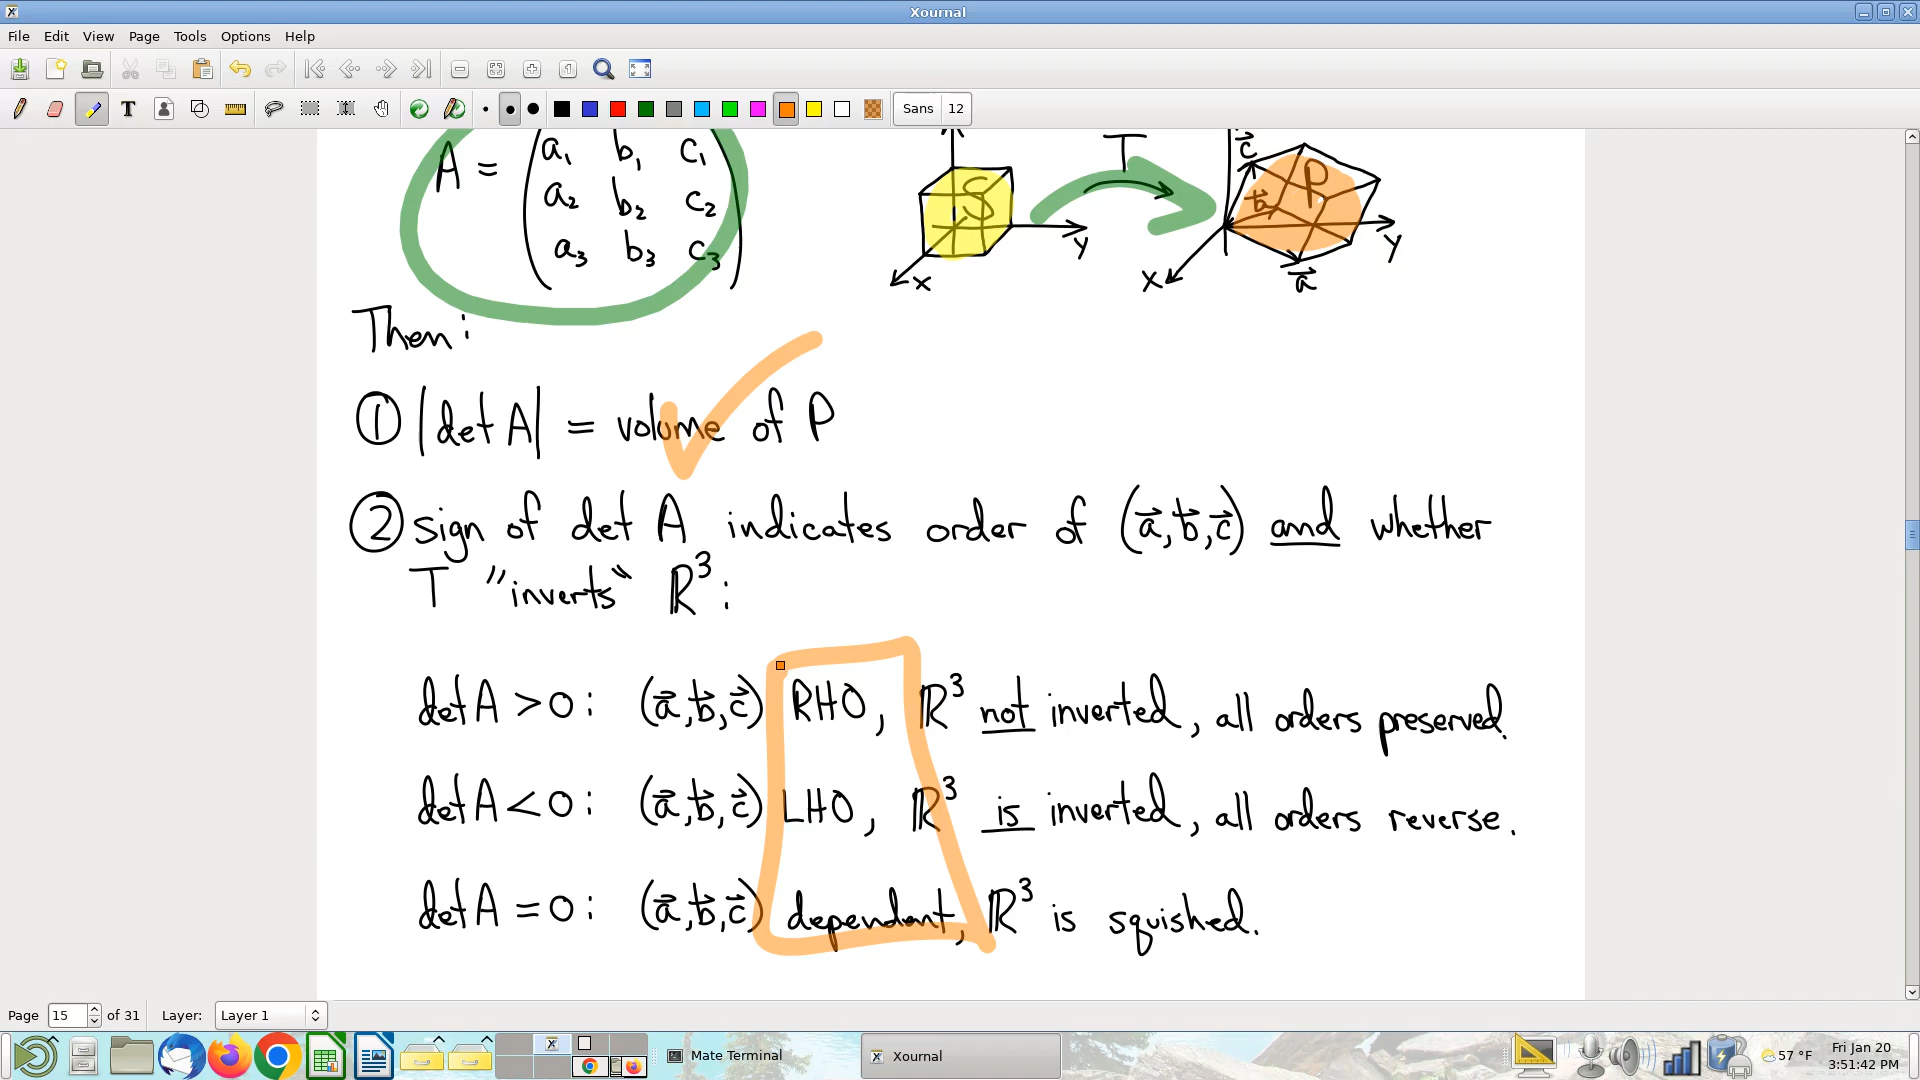 Xournal
File Edit View Page Tools Options Help
Sans 12
A = ( a1 b1 c1
a2 b2 c2
a3 b3 c3 )
S
x
y
T
c⃗
b⃗
P
a⃗
x
y
Then:
① |det A| = volume of P
② sign of det A indicates order of (a⃗,b⃗,c⃗) and whether
T "inverts" ℝ³:
det A > 0: (a⃗,b⃗,c⃗) RHO, ℝ³ not inverted, all orders preserved.
det A < 0: (a⃗,b⃗,c⃗) LHO, ℝ³ is inverted, all orders reverse.
det A = 0: (a⃗,b⃗,c⃗) dependent, ℝ³ is squished.
Page 15 of 31 Layer: Layer 1
Mate Terminal
Xournal
57 °F
Fri Jan 20
3:51:42 PM